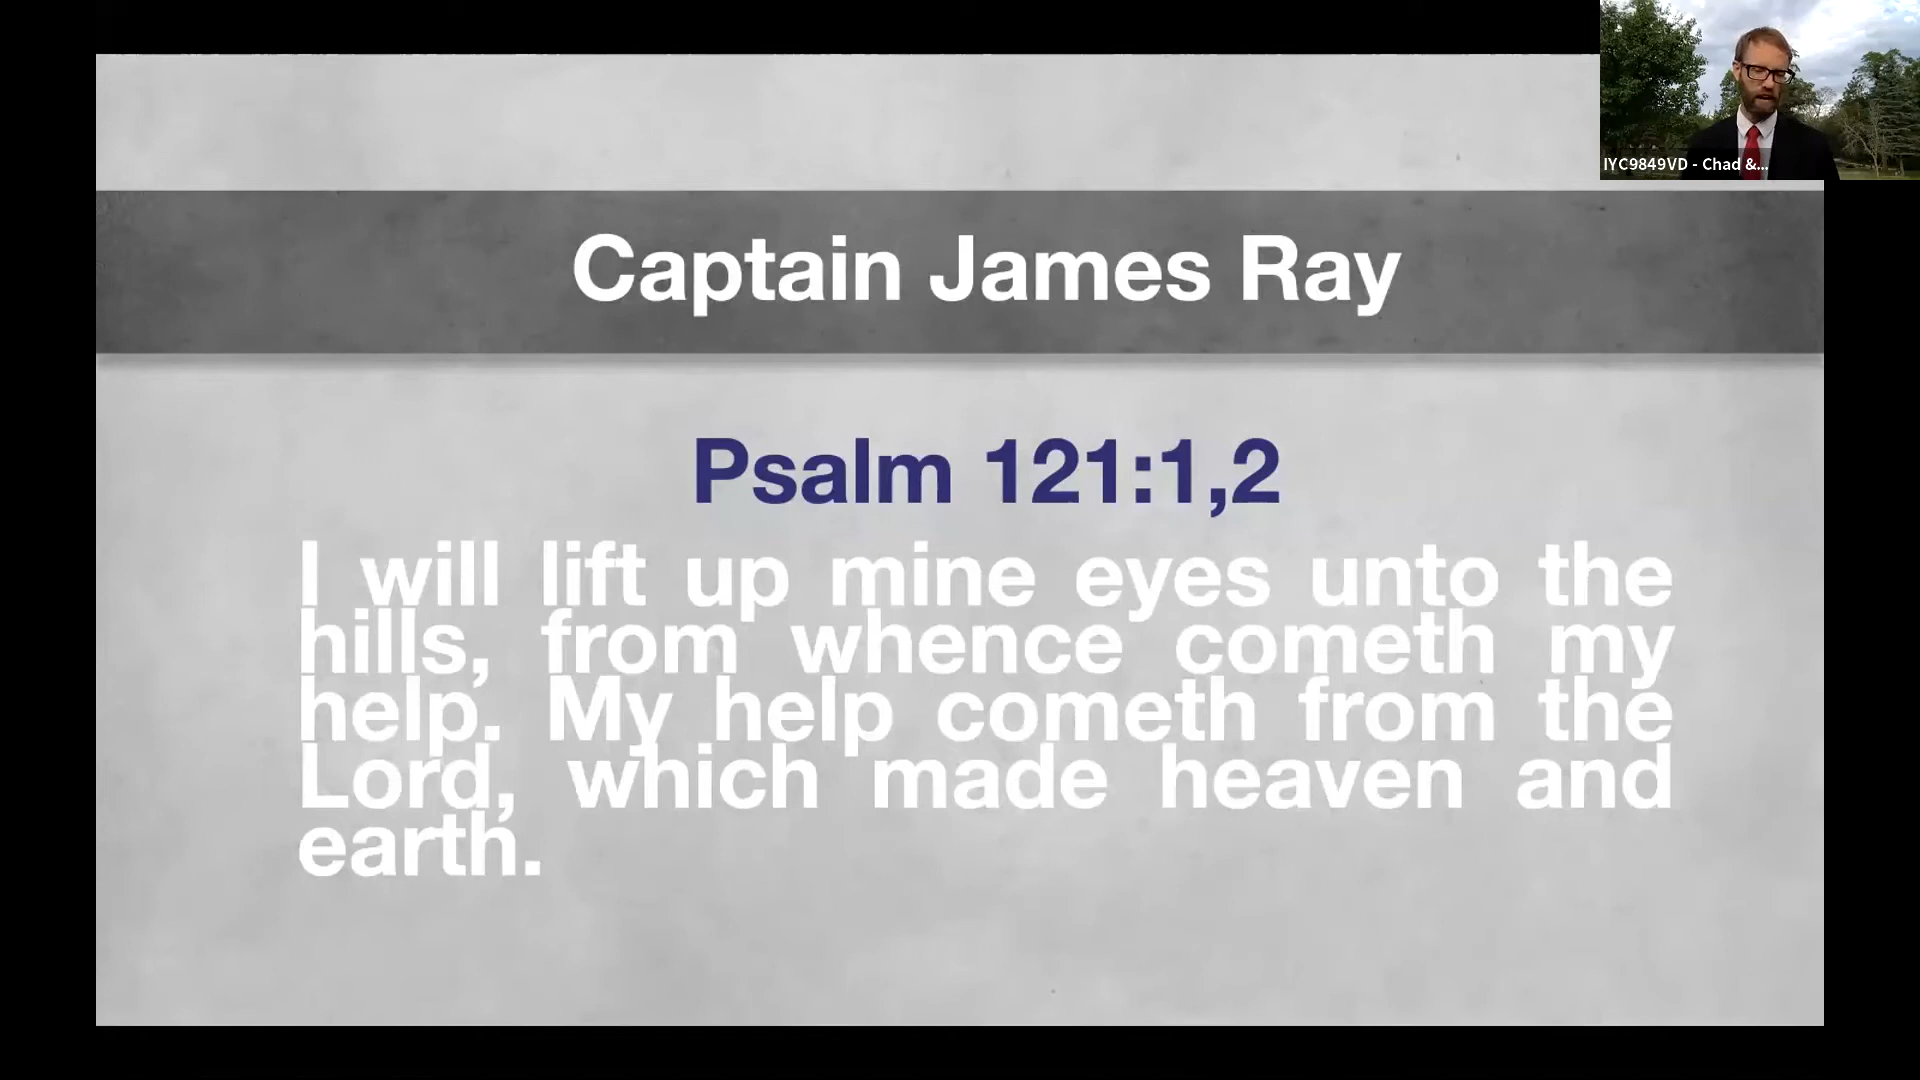 IYC9849VD - Chad &...
Captain James Ray
Psalm 121:1,2
I will lift up mine eyes unto the
hills, from whence cometh my
help. My help cometh from the
Lord, which made heaven and
earth.